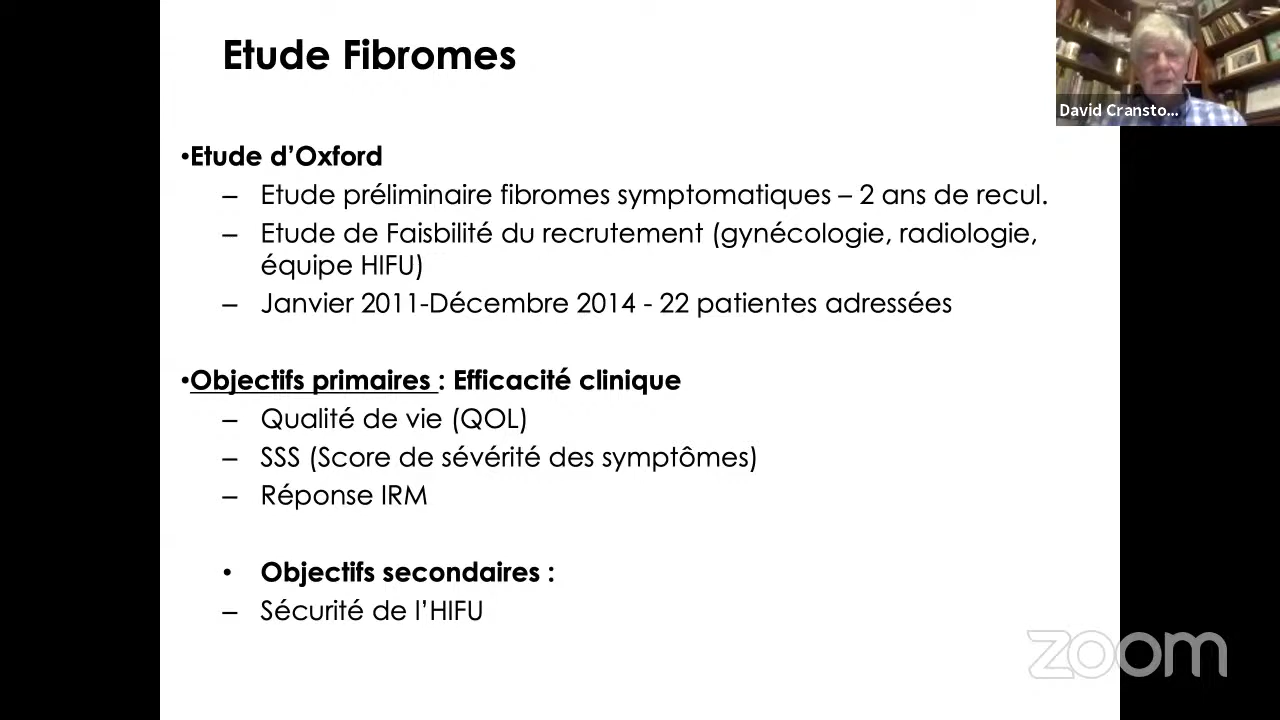 Etude Fibromes
David Cransto...
•Etude d’Oxford
– Etude préliminaire fibromes symptomatiques – 2 ans de recul.
– Etude de Faisbilité du recrutement (gynécologie, radiologie,
équipe HIFU)
– Janvier 2011-Décembre 2014 - 22 patientes adressées
•Objectifs primaires : Efficacité clinique
– Qualité de vie (QOL)
– SSS (Score de sévérité des symptômes)
– Réponse IRM
• Objectifs secondaires :
– Sécurité de l’HIFU
zoom